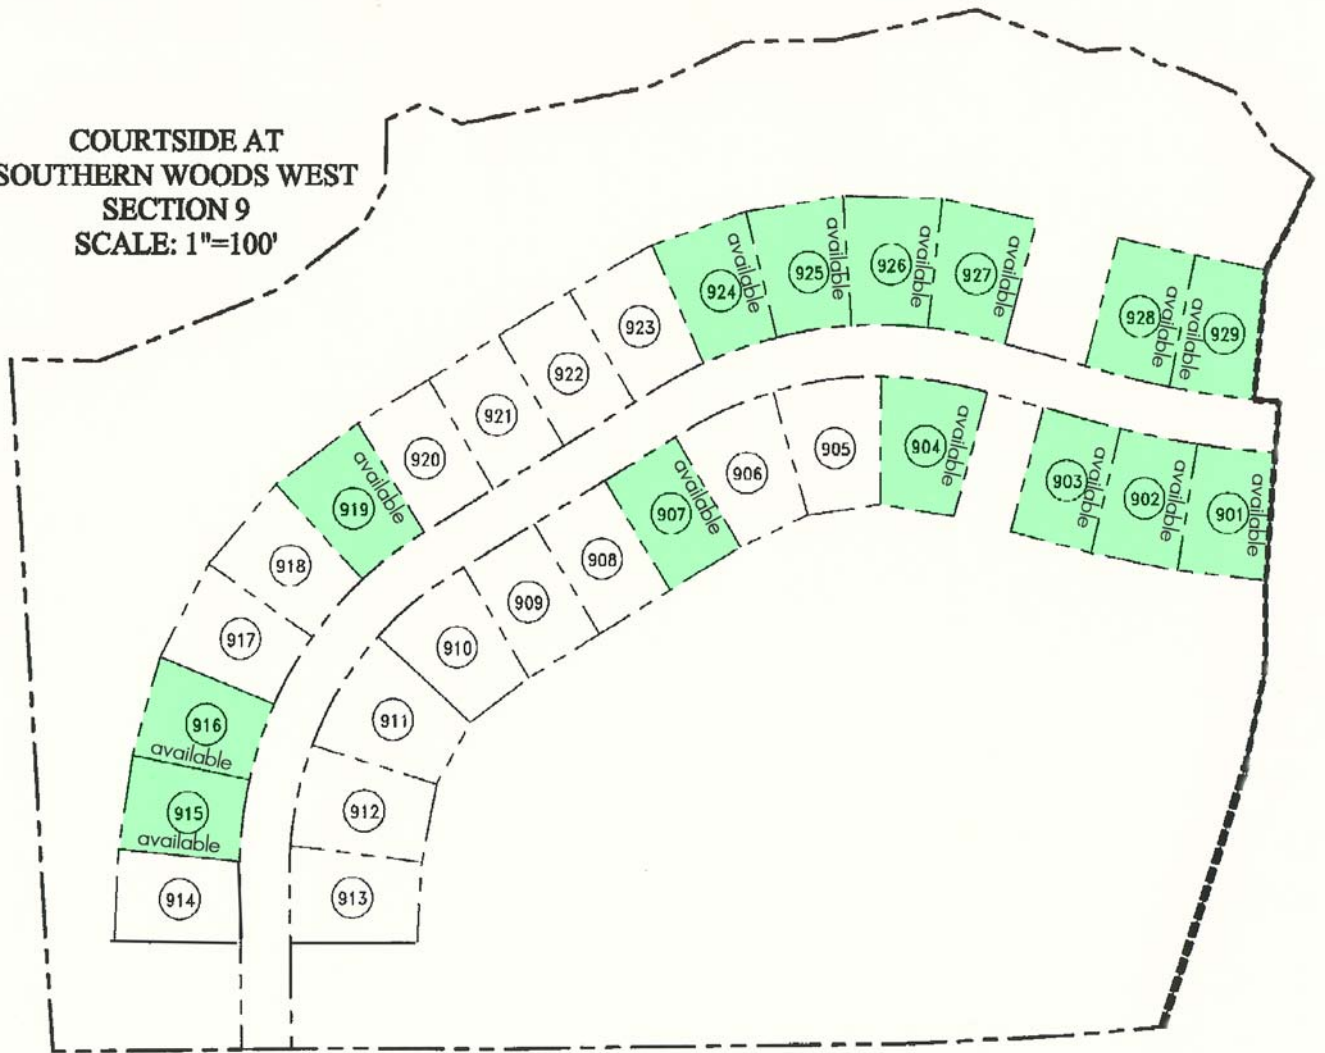 COURTSIDE AT
SOUTHERN WOODS WEST
SECTION 9
SCALE: 1"=100'
924 available
925 available
926 available
927 available
928 available
929 available
923
922
921
920
919 available
918
917
916
available
915
available
914
901 available
902 available
903 available
904 available
905
906
907 available
908
909
910
911
912
913